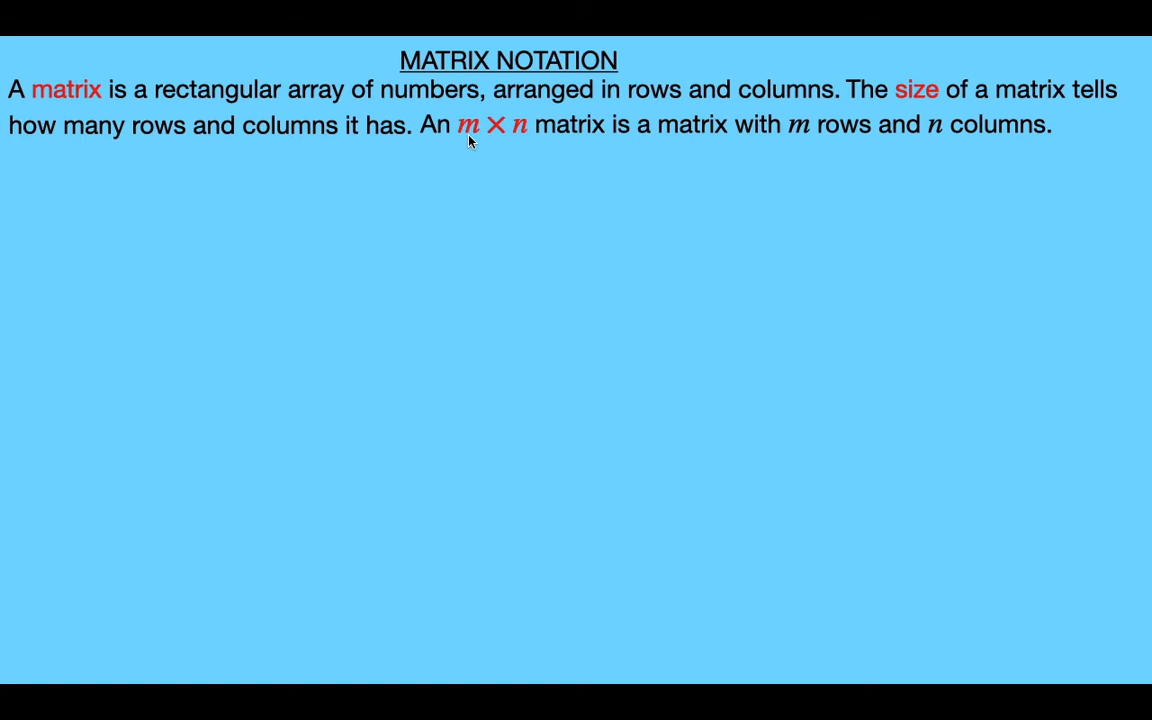 MATRIX NOTATION
A matrix is a rectangular array of numbers, arranged in rows and columns. The size of a matrix tells
how many rows and columns it has. An m × n matrix is a matrix with m rows and n columns.